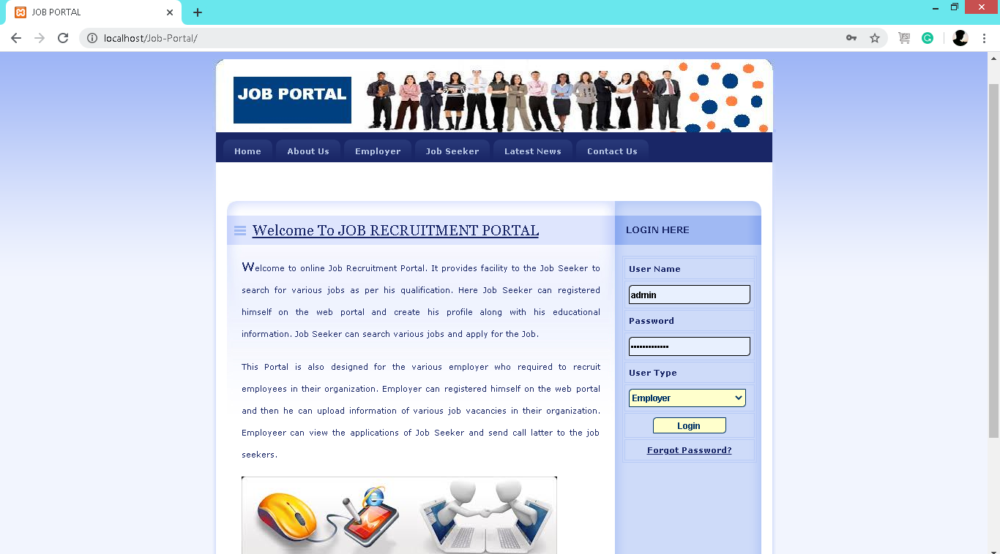 JOB PORTAL
localhost/Job-Portal/
JOB PORTAL
Home About Us Employer Job Seeker Latest News Contact Us
Welcome To JOB RECRUITMENT PORTAL
Welcome to online Job Recruitment Portal. It provides facility to the Job Seeker to
search for various jobs as per his qualification. Here Job Seeker can registered
himself on the web portal and create his profile along with his educational
information. Job Seeker can search various jobs and apply for the Job.
This Portal is also designed for the various employer who required to recruit
employees in their organization. Employer can registered himself on the web portal
and then he can upload information of various job vacancies in their organization.
Employeer can view the applications of Job Seeker and send call latter to the job
seekers.
LOGIN HERE
User Name
admin
Password
•••••••••••••
User Type
Employer
Login
Forgot Password?